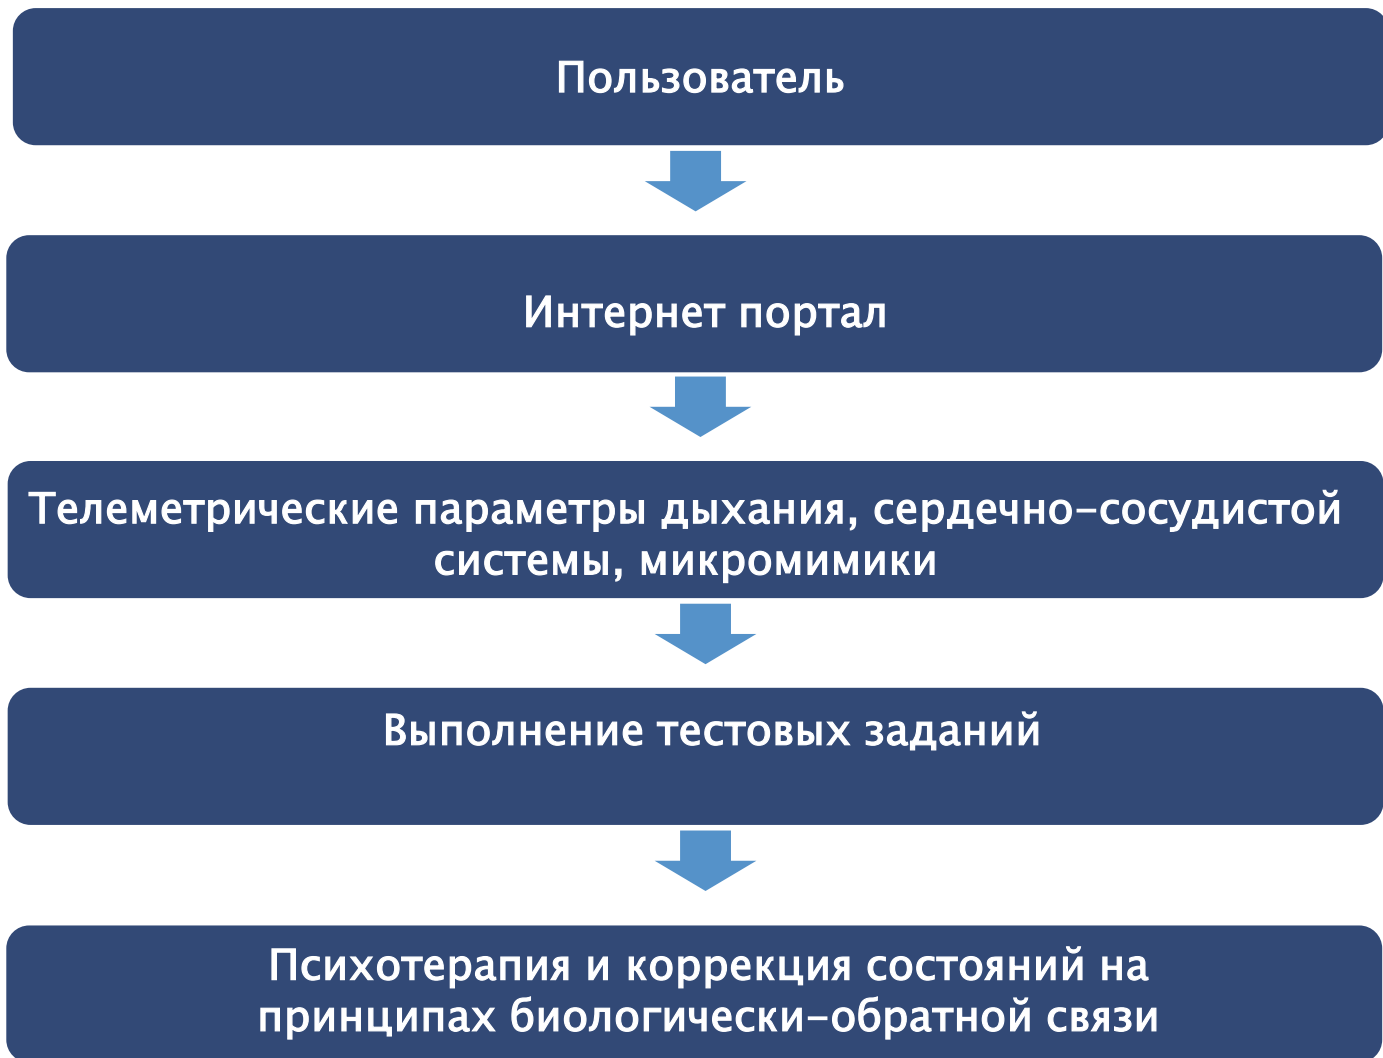 Пользователь
Интернет портал
Телеметрические параметры дыхания, сердечно-сосудистой
системы, микромимики
Выполнение тестовых заданий
Психотерапия и коррекция состояний на
принципах биологически-обратной связи